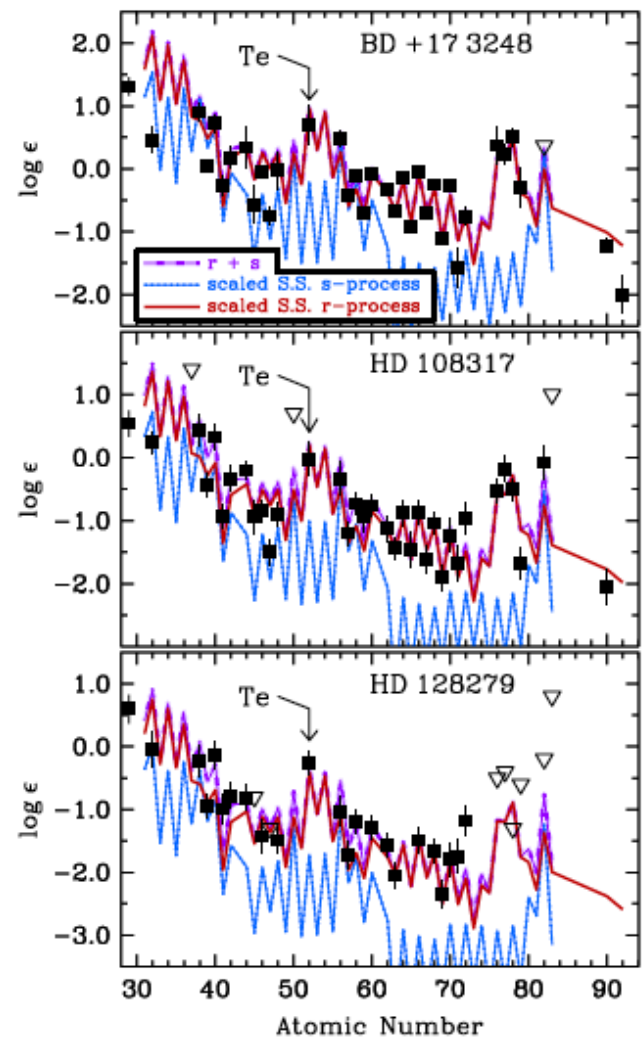 BD +17 3248
Te
2.0
1.0
0.0
-1.0
-2.0
log ϵ
r + s
scaled S.S. s-process
scaled S.S. r-process
HD 108317
Te
1.0
0.0
-1.0
-2.0
log ϵ
HD 128279
Te
1.0
0.0
-1.0
-2.0
-3.0
log ϵ
30 40 50 60 70 80 90
Atomic Number